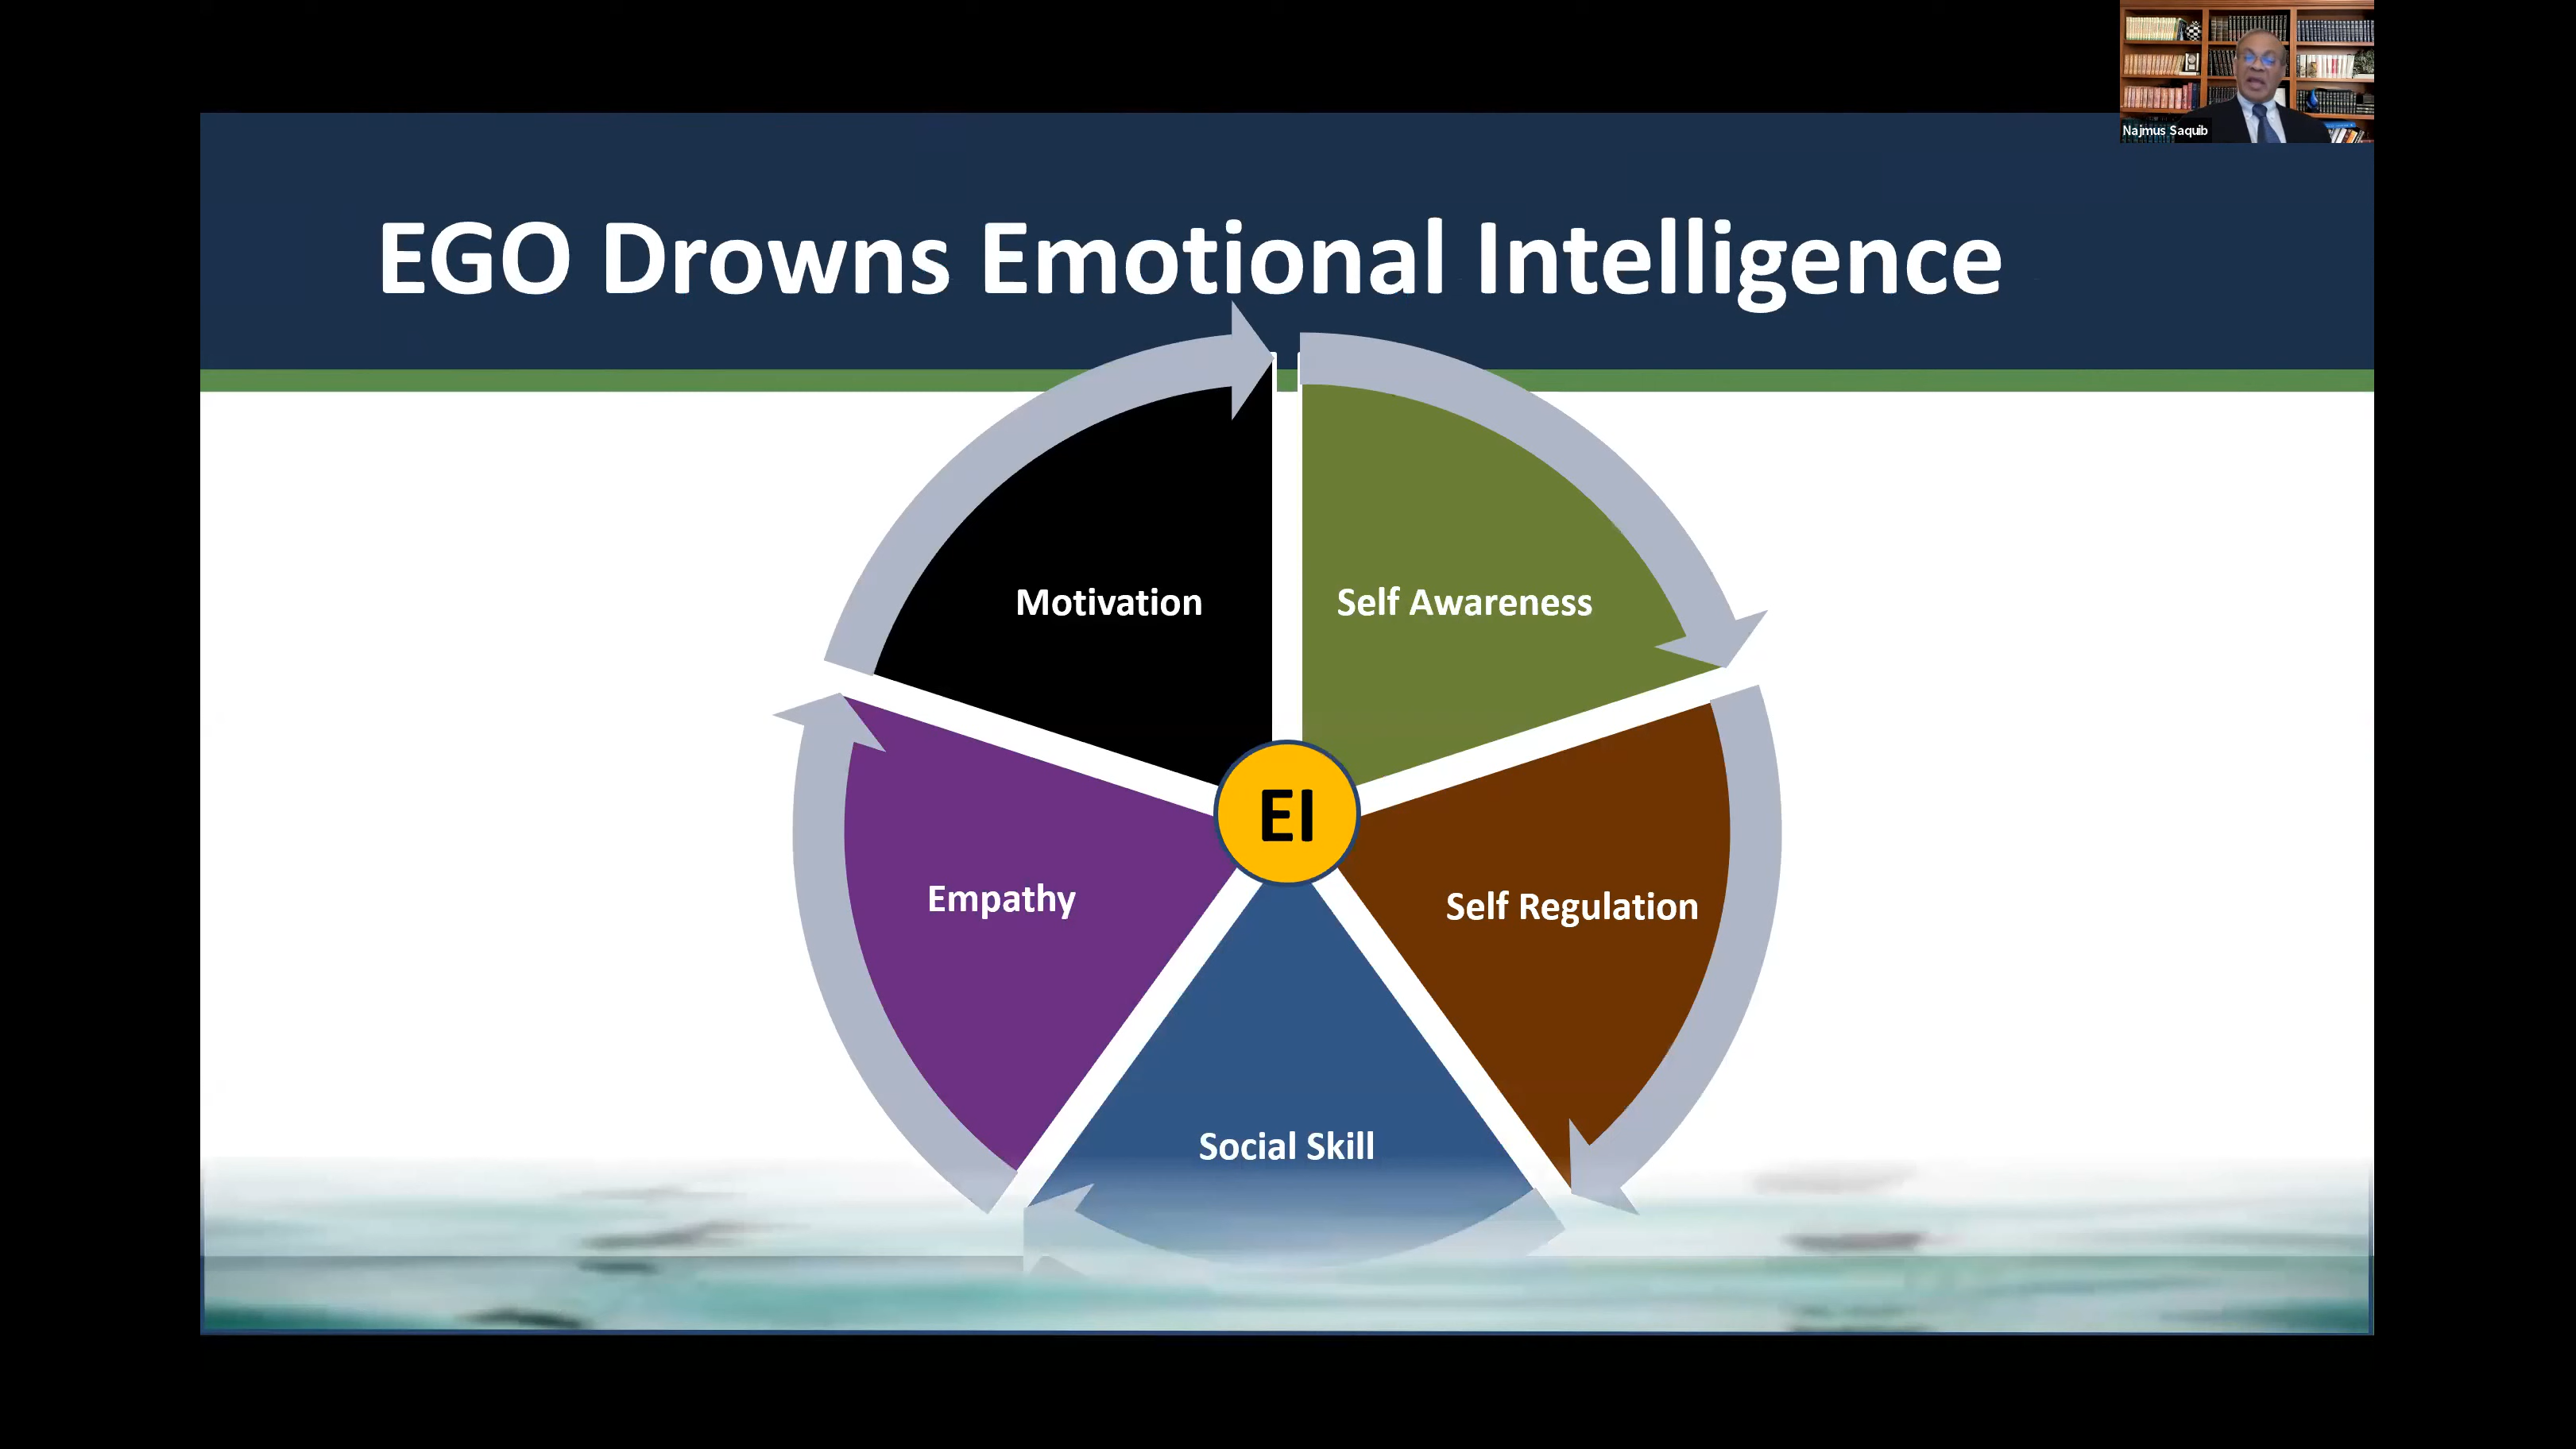 Najmus Saquib
EGO Drowns Emotional Intelligence
Motivation
Self Awareness
EI
Empathy
Self Regulation
Social Skill